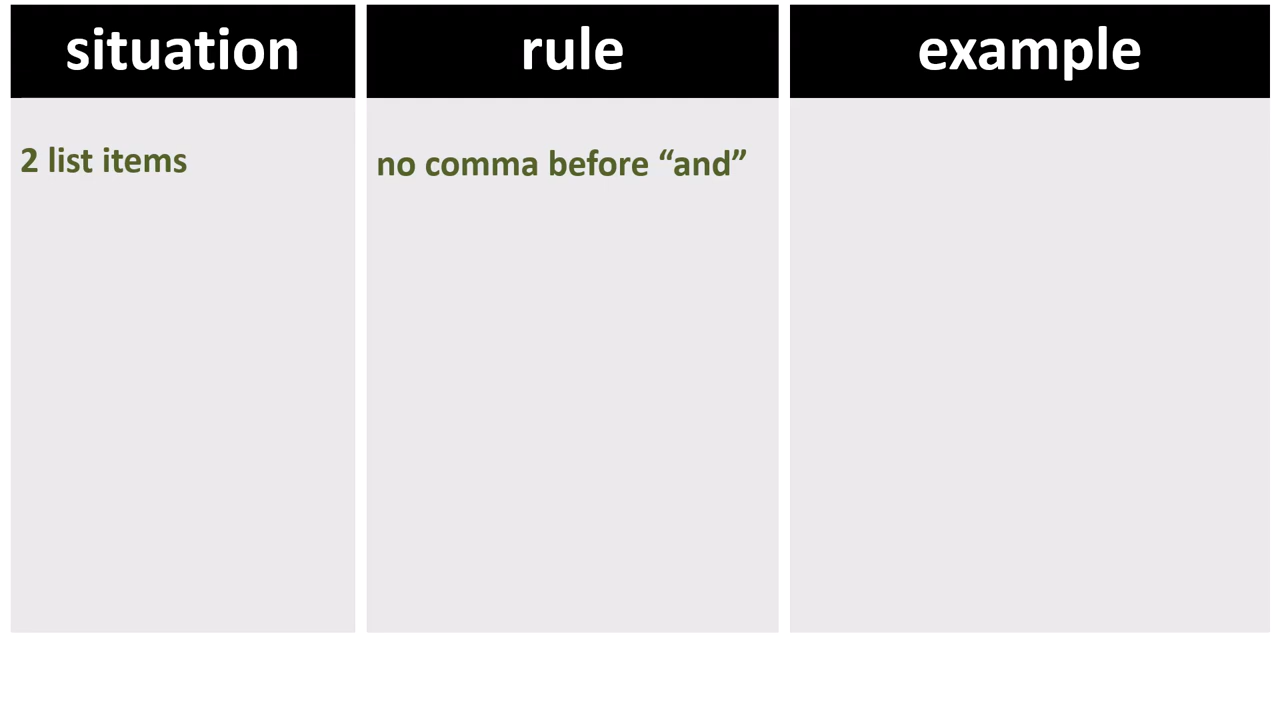 situation
rule
example
2 list items
no comma before “and”